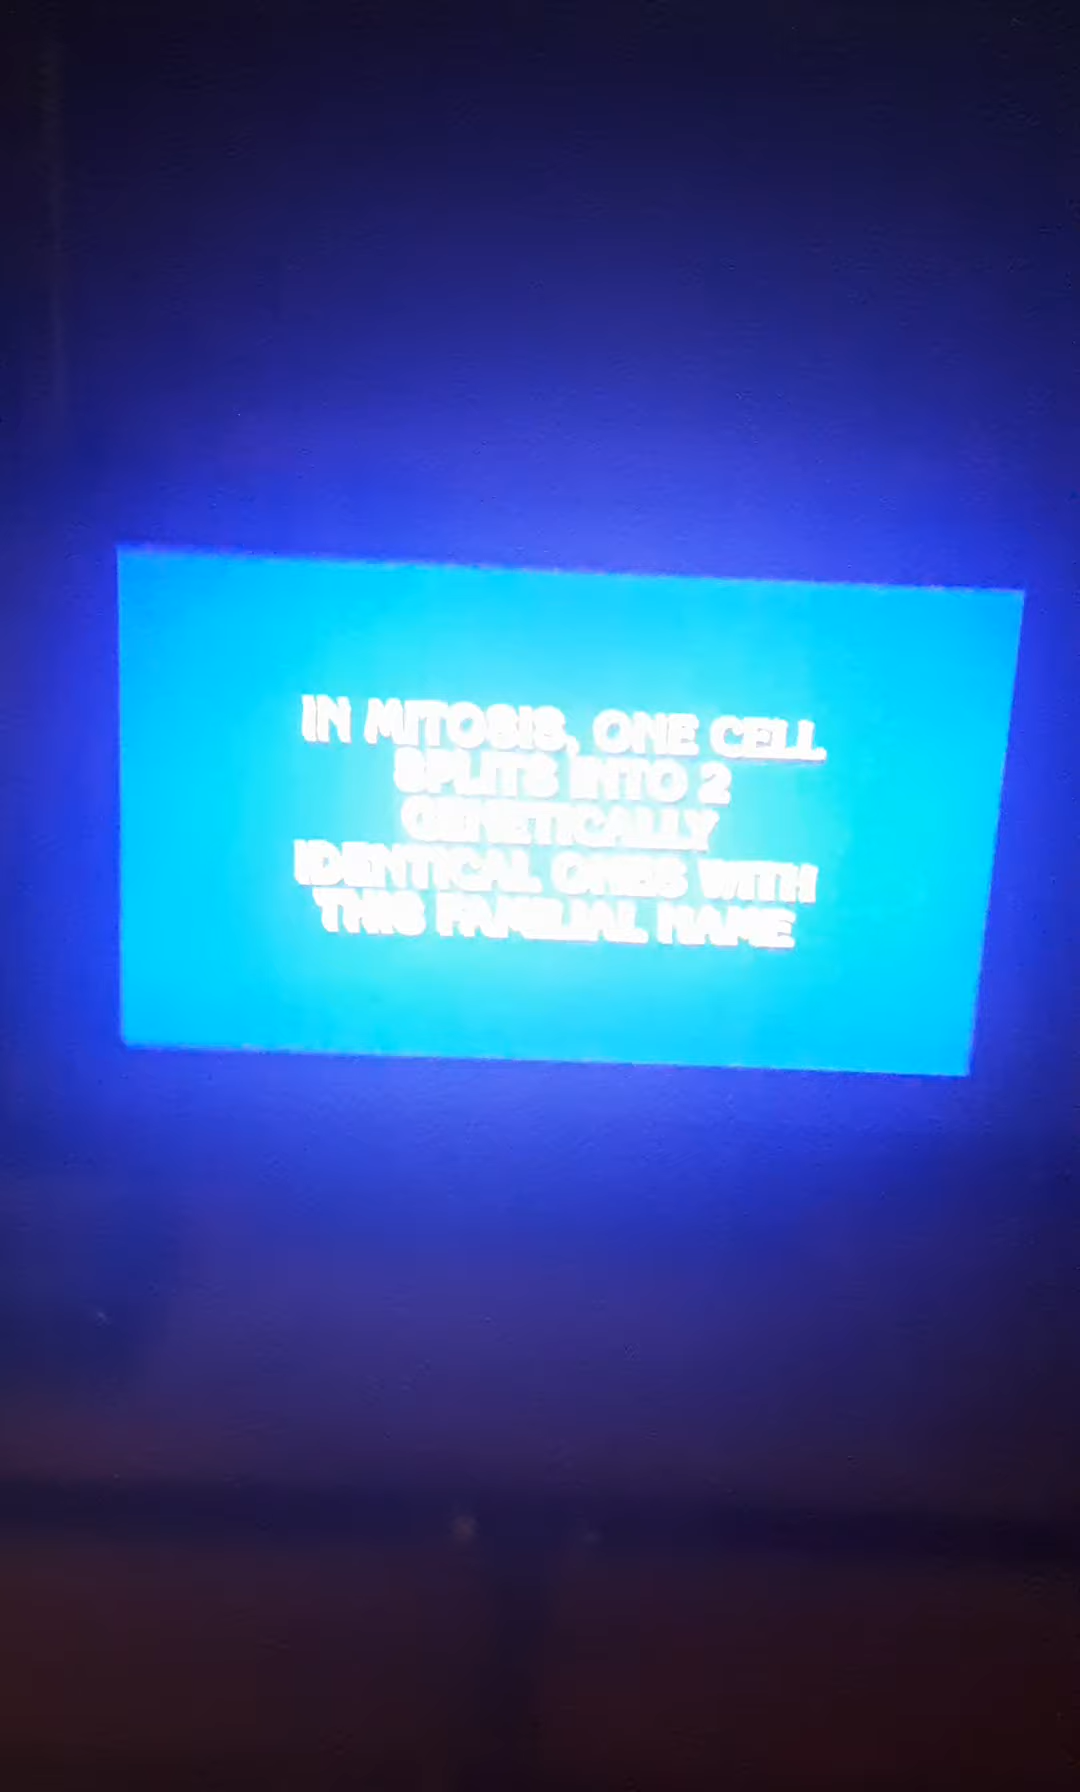 IN MITOSIS, ONE CELL
SPLITS INTO 2
GENETICALLY
IDENTICAL ONES WITH
THIS FAMILIAL NAME